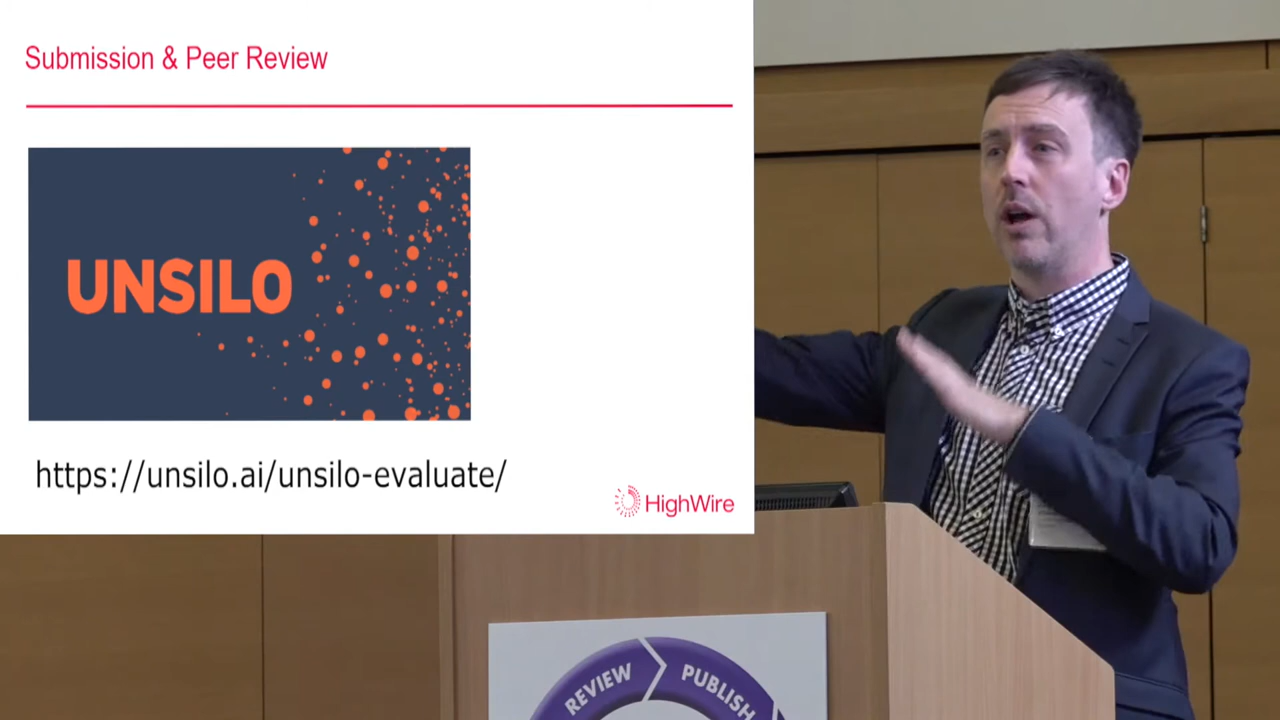 Submission & Peer Review
UNSILO
https://unsilo.ai/unsilo-evaluate/
HighWire
REVIEW
PUBLISH